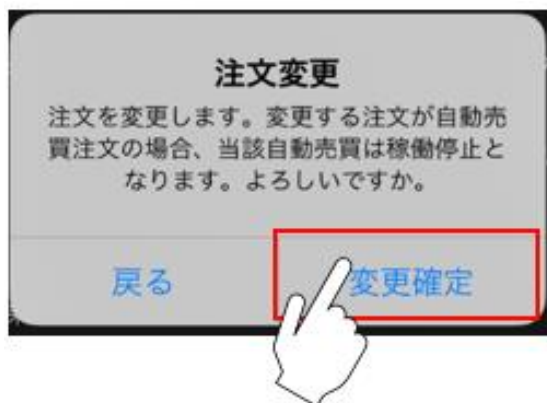 注文変更
注文を変更します。変更する注文が自動売
買注文の場合、当該自動売買は稼働停止と
なります。よろしいですか。
戻る
変更確定